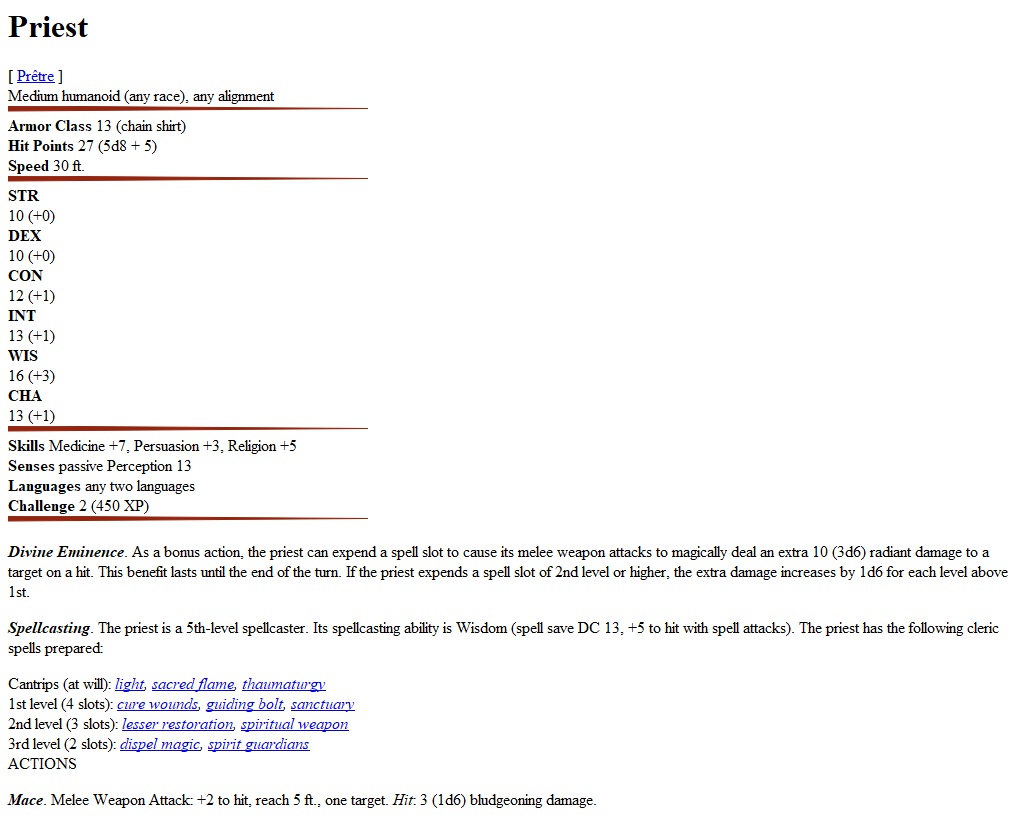 Priest
[ Prêtre ]
Medium humanoid (any race), any alignment
Armor Class 13 (chain shirt)
Hit Points 27 (5d8 + 5)
Speed 30 ft.
STR
10 (+0)
DEX
10 (+0)
CON
12 (+1)
INT
13 (+1)
WIS
16 (+3)
CHA
13 (+1)
Skills Medicine +7, Persuasion +3, Religion +5
Senses passive Perception 13
Languages any two languages
Challenge 2 (450 XP)
Divine Eminence. As a bonus action, the priest can expend a spell slot to cause its melee weapon attacks to magically deal an extra 10 (3d6) radiant damage to a
target on a hit. This benefit lasts until the end of the turn. If the priest expends a spell slot of 2nd level or higher, the extra damage increases by 1d6 for each level above
1st.
Spellcasting. The priest is a 5th-level spellcaster. Its spellcasting ability is Wisdom (spell save DC 13, +5 to hit with spell attacks). The priest has the following cleric
spells prepared:
Cantrips (at will): light, sacred flame, thaumaturgy
1st level (4 slots): cure wounds, guiding bolt, sanctuary
2nd level (3 slots): lesser restoration, spiritual weapon
3rd level (2 slots): dispel magic, spirit guardians
ACTIONS
Mace. Melee Weapon Attack: +2 to hit, reach 5 ft., one target. Hit: 3 (1d6) bludgeoning damage.